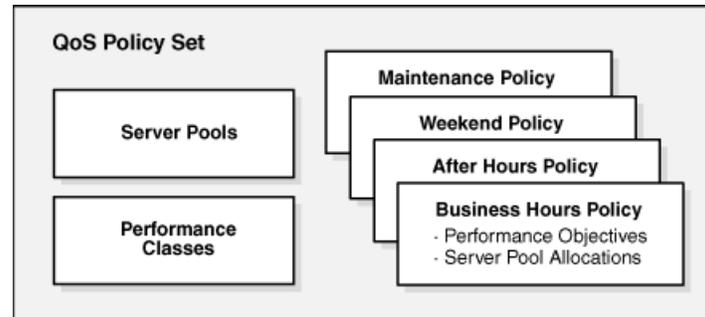 QoS Policy Set
Server Pools
Performance
Classes
Maintenance Policy
Weekend Policy
After Hours Policy
Business Hours Policy
- Performance Objectives
- Server Pool Allocations